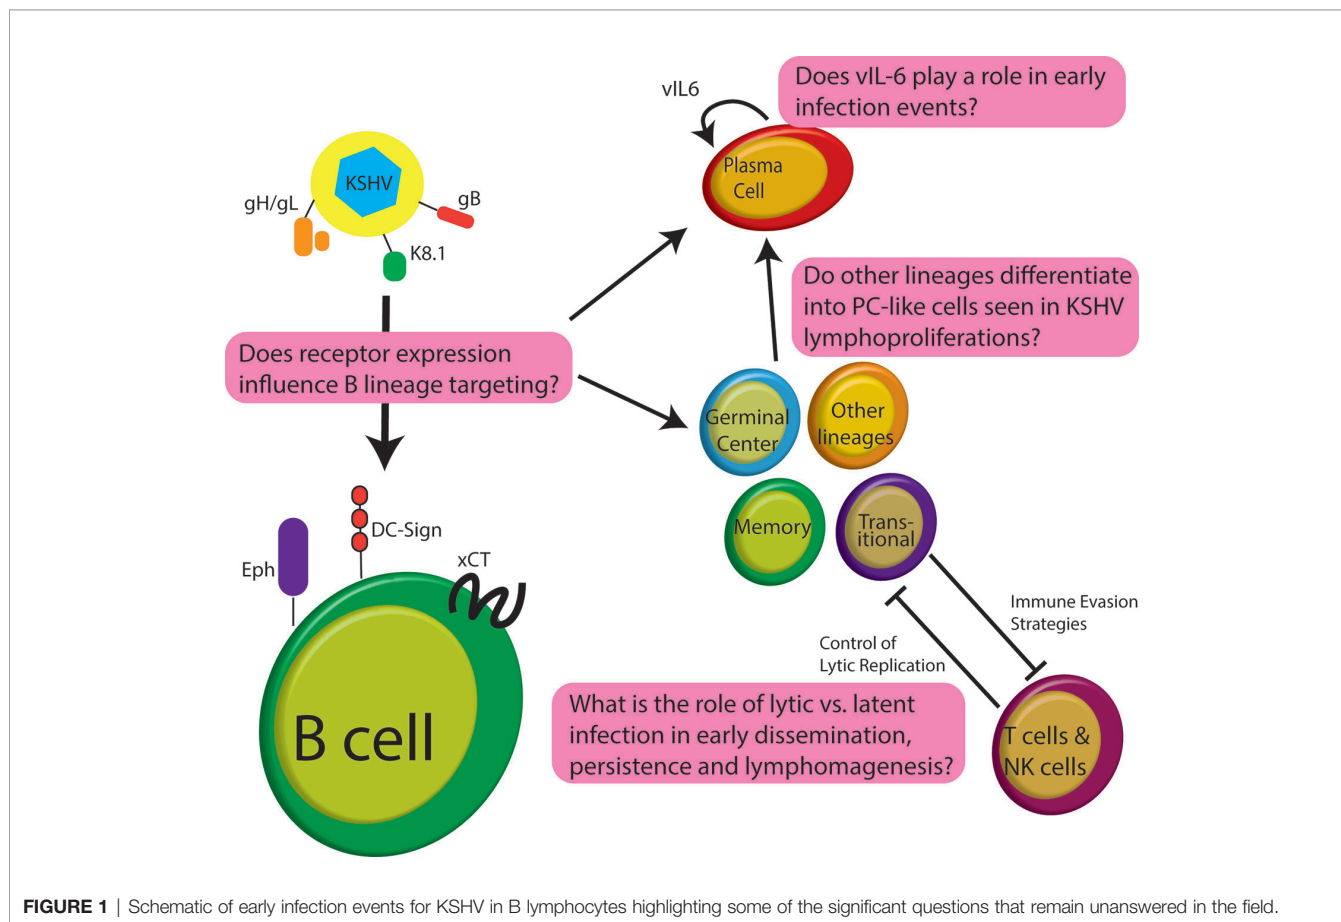 vIL6
Does vIL-6 play a role in early
infection events?
Plasma
Cell
KSHV
gH/gL
gB
K8.1
Do other lineages differentiate
into PC-like cells seen in KSHV
lymphoproliferations?
Does receptor expression
influence B lineage targeting?
Germinal
Center
Other
lineages
Memory
Trans-
itional
DC-Sign
Eph
xCT
B cell
Immune Evasion
Strategies
Control of
Lytic Replication
What is the role of lytic vs. latent
infection in early dissemination,
persistence and lymphomagenesis?
T cells &
NK cells
FIGURE 1 | Schematic of early infection events for KSHV in B lymphocytes highlighting some of the significant questions that remain unanswered in the field.